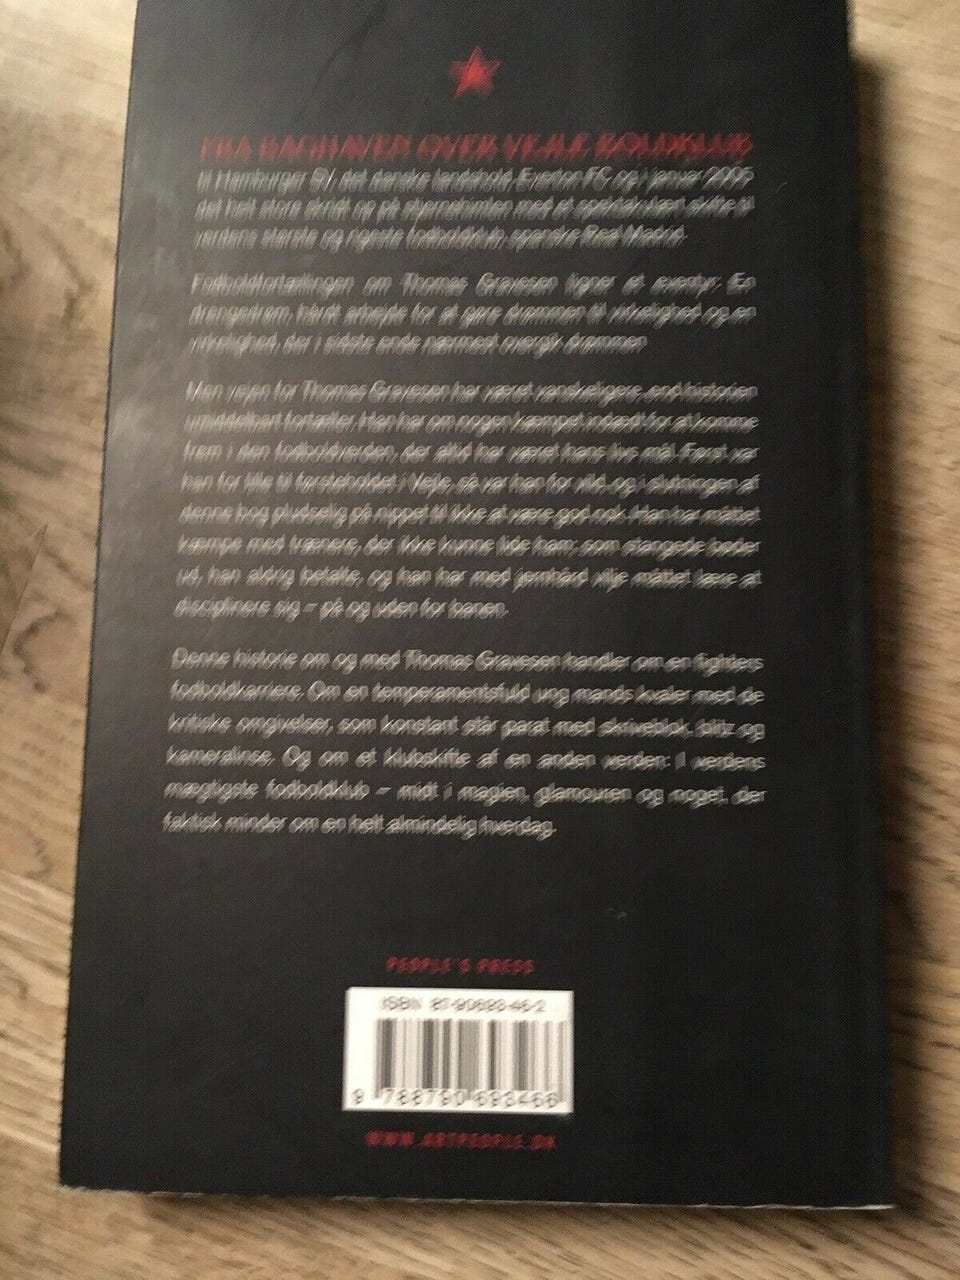 FRA BAGHAVEN OVER VEJLE BOLDKLUB
til Hamburger SV, det danske landshold, Everton FC og i januar 2005
det helt store skridt op på stjernehimlen med et spektakulært skifte til
verdens største og rigeste fodboldklub, spanske Real Madrid.
Fodboldfortællingen om Thomas Gravesen ligner et eventyr. En
drengedrøm, hårdt arbejde for at gøre drømmen til virkelighed og en
virkelighed, der i sidste ende nærmest overgik drømmen.
Men vejen for Thomas Gravesen har været vanskeligere, end historien
umiddelbart fortæller. Han har om nogen kæmpet indædt for at komme
frem i den fodboldverden, der altid har været hans livs mål. Først var
han for lille til førsteholdet i Vejle, så var han for vild, og i slutningen af
denne bog pludselig på nippet til ikke at være god nok. Han har måttet
kæmpe med trænere, der ikke kunne lide ham; som stangede bøder
ud, han aldrig betalte, og han har med jernhård vilje måttet lære at
disciplinere sig – på og uden for banen.
Denne historie om og med Thomas Gravesen handler om en fighters
fodboldkarriere. Om en temperamentsfuld ung mands kvaler med de
kritiske omgivelser, som konstant står parat med skriveblok, blitz og
kameralinse. Og om et klubskifte af en anden verden: I verdens
mægtigste fodboldklub – midt i magien, glamouren og noget, der
faktisk minder om en helt almindelig hverdag.
PEOPLE'S PRESS
ISBN 87-90693-46-2
9 788790 693466
WWW.ARTPEOPLE.DK